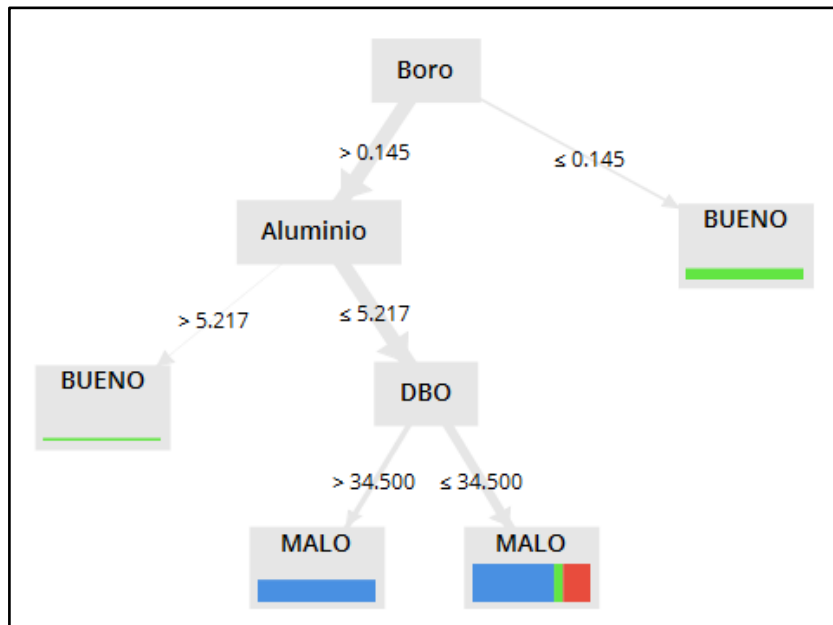 Boro
> 0.145
≤ 0.145
Aluminio
BUENO
> 5.217
≤ 5.217
BUENO
DBO
> 34.500
≤ 34.500
MALO
MALO